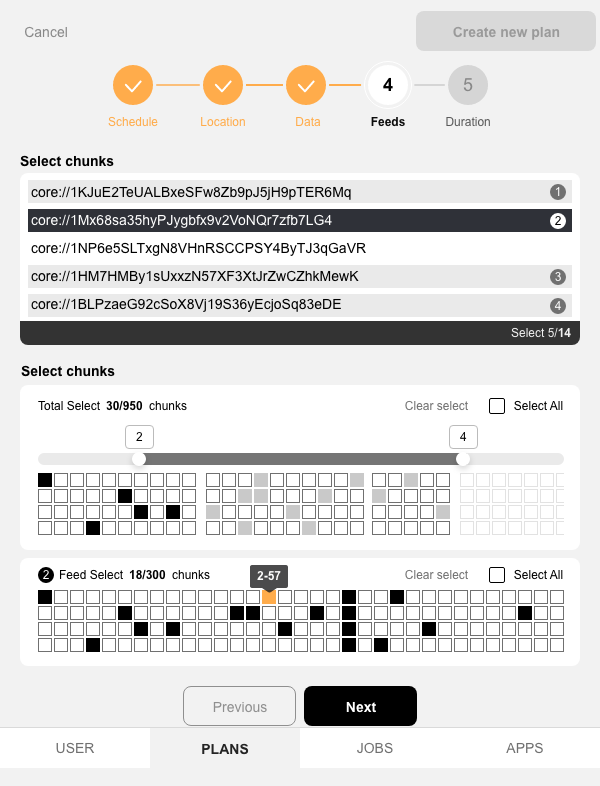 Cancel
Create new plan
4
5
Schedule
Location
Data
Feeds
Duration
Select chunks
core://1KJuE2TeUALBxeSFw8Zb9pJ5jH9pTER6Mq 1
core://1Mx68sa35hyPJygbfx9v2VoNQr7zfb7LG4 2
core://1NP6e5SLTxgN8VHnRSCCPSY4ByTJ3qGaVR
core://1HM7HMBy1sUxxzN57XF3XtJrZwCZhkMewK 3
core://1BLPzaeG92cSoX8Vj19S36yEcjoSq83eDE 4
Select 5/14
Select chunks
Total Select 30/950 chunks
Clear select
Select All
2
4
2 Feed Select 18/300 chunks
2-57
Clear select
Select All
Previous
Next
USER
PLANS
JOBS
APPS